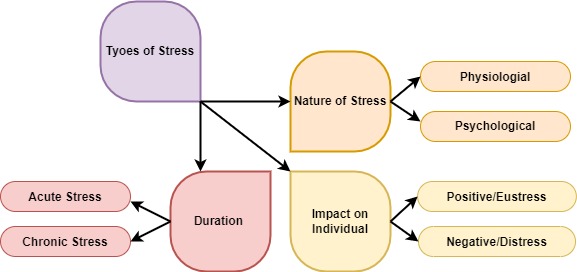 Tyoes of Stress
Nature of Stress
Physiologial
Psychological
Duration
Acute Stress
Chronic Stress
Impact on
Individual
Positive/Eustress
Negative/Distress